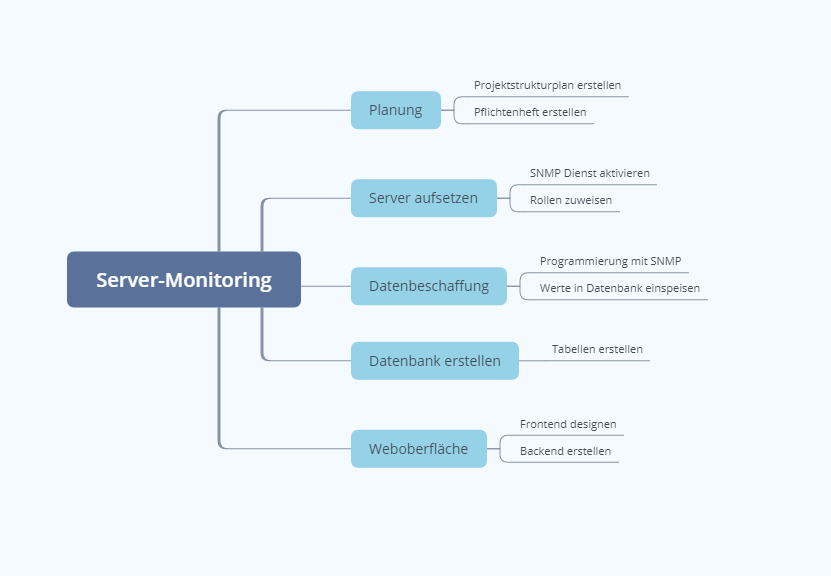 Server-Monitoring
Planung
Projektstrukturplan erstellen
Pflichtenheft erstellen
Server aufsetzen
SNMP Dienst aktivieren
Rollen zuweisen
Datenbeschaffung
Programmierung mit SNMP
Werte in Datenbank einspeisen
Datenbank erstellen
Tabellen erstellen
Weboberfläche
Frontend designen
Backend erstellen